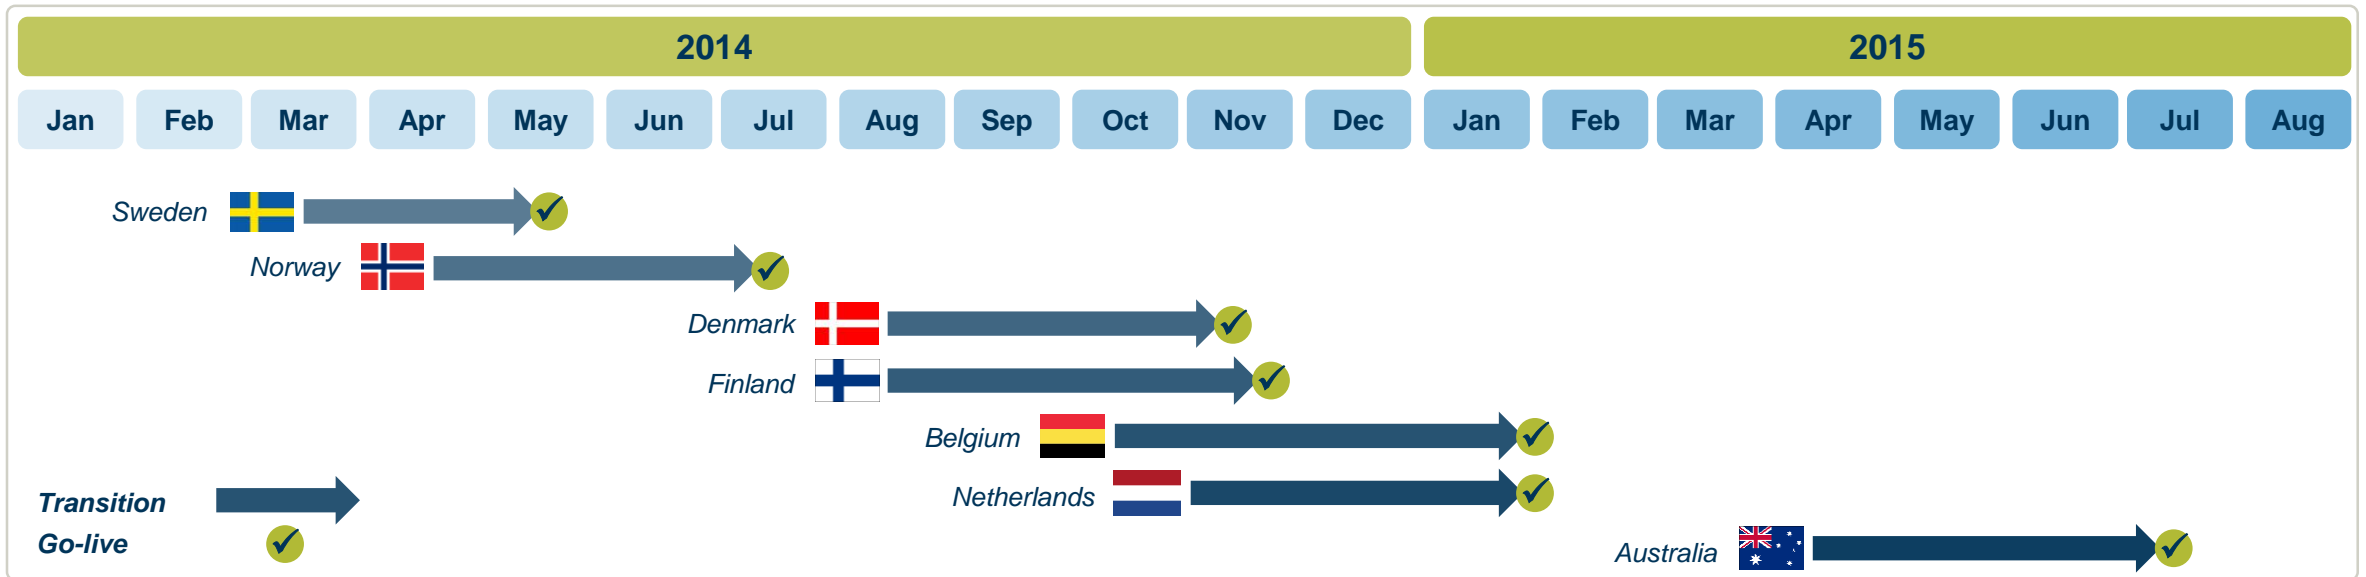 2014 2015
Jan Feb Mar Apr May Jun Jul Aug Sep Oct Nov Dec Jan Feb Mar Apr May Jun Jul Aug
Sweden
Norway
Denmark
Finland
Belgium
Netherlands
Transition
Go-live
Australia